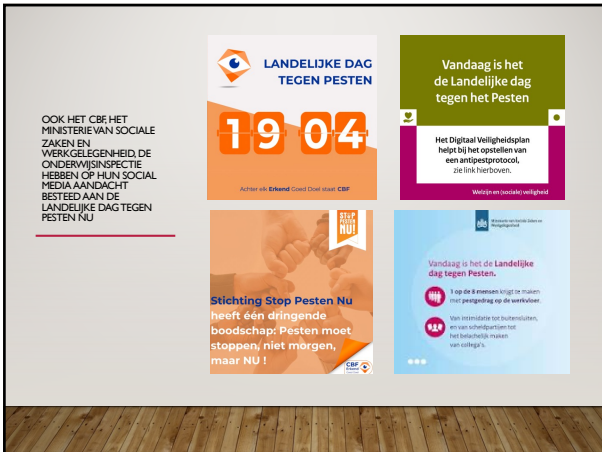 OOK HET CBF, HET
MINISTERIE VAN SOCIALE
ZAKEN EN
WERKGELEGENHEID, DE
ONDERWIJSINSPECTIE
HEBBEN OP HUN SOCIAL
MEDIA AANDACHT
BESTEED AAN DE
LANDELIJKE DAG TEGEN
PESTEN NU
LANDELIJKE DAG
TEGEN PESTEN
19 04
Achter elk Erkend Goed Doel staat CBF
Vandaag is het
de Landelijke dag
tegen het Pesten
Het Digitaal Veiligheidsplan
helpt bij het opstellen van
een antipestprotocol,
zie link hierboven.
Welzijn en (sociale) veiligheid
STOP
PESTEN
NU!
Stichting Stop Pesten Nu
heeft één dringende
boodschap: Pesten moet
stoppen, niet morgen,
maar NU !
CBF
Erkend
Ministerie van Sociale Zaken en
Werkgelegenheid
Vandaag is het de Landelijke
dag tegen Pesten.
1 op de 8 mensen krijgt te maken
met pestgedrag op de werkvloer.
Van intimidatie tot buitensluiten,
en van scheldpartijen tot
het belachelijk maken
van collega's.